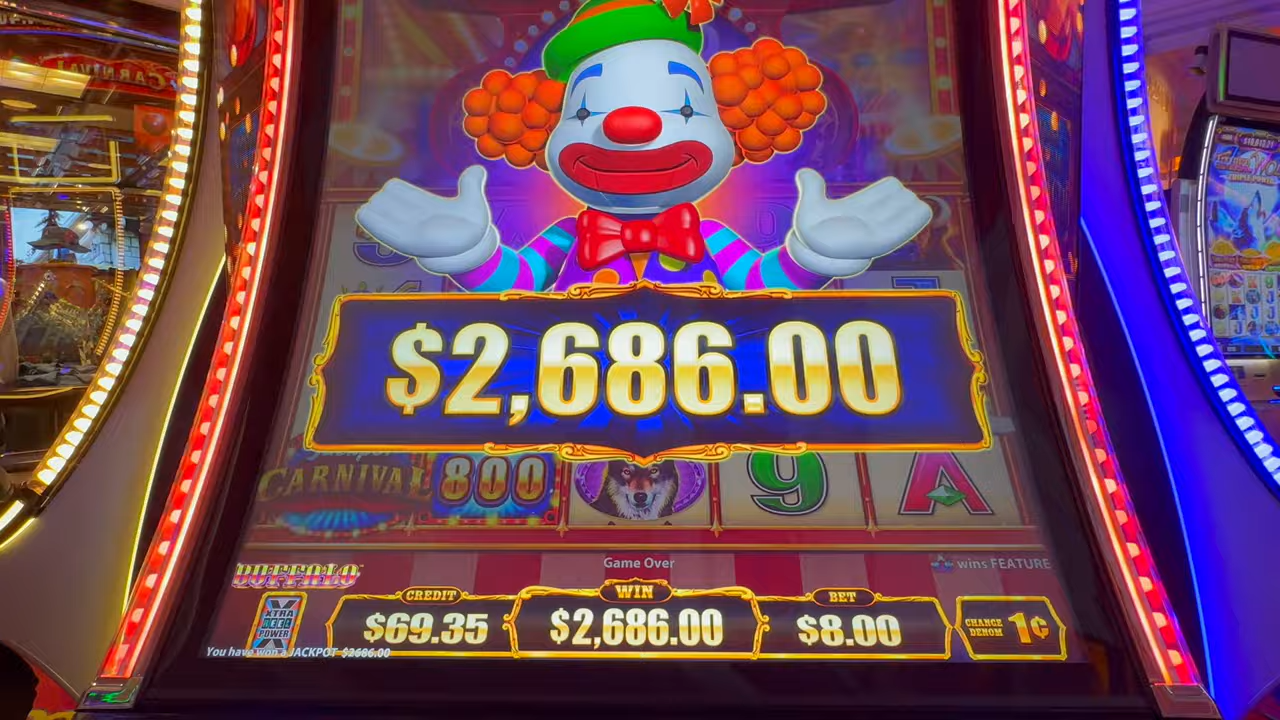 $2,686.00
Jackpot
CARNIVAL 800
9 A
Game Over
wins FEATURE
BUFFALO
XTRA
REEL
POWER
CREDIT WIN BET
$69.35 $2,686.00 $8.00
CHANGE
DENOM 1¢
You have won a JACKPOT $2686.00